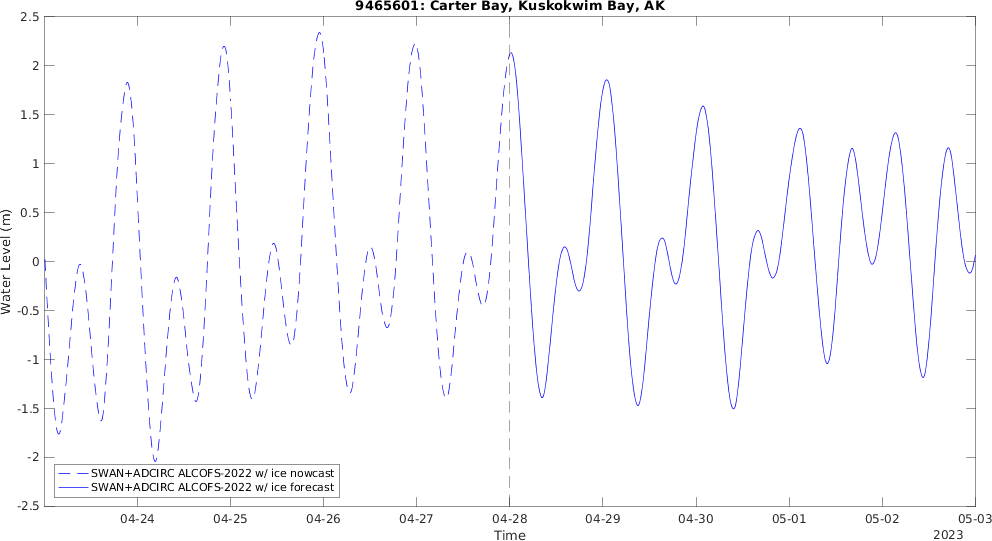 9465601: Carter Bay, Kuskokwim Bay, AK
2.5
2
1.5
1
0.5
0
-0.5
-1
-1.5
-2
-2.5
Water Level (m)
SWAN+ADCIRC ALCOFS-2022 w/ ice nowcast
SWAN+ADCIRC ALCOFS-2022 w/ ice forecast
04-24 04-25 04-26 04-27 04-28 04-29 04-30 05-01 05-02 05-03
Time
2023